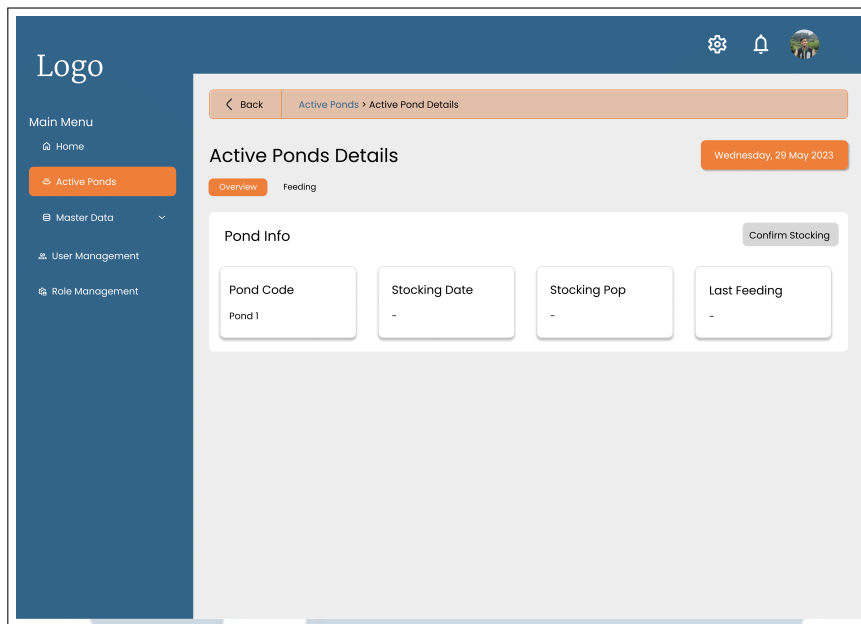 Logo
Main Menu
Home
Active Ponds
Master Data
User Management
Role Management
Back
Active Ponds > Active Pond Details
Active Ponds Details
Wednesday, 29 May 2023
Overview
Feeding
Pond Info
Confirm Stocking
Pond Code
Pond 1
Stocking Date
-
Stocking Pop
-
Last Feeding
-